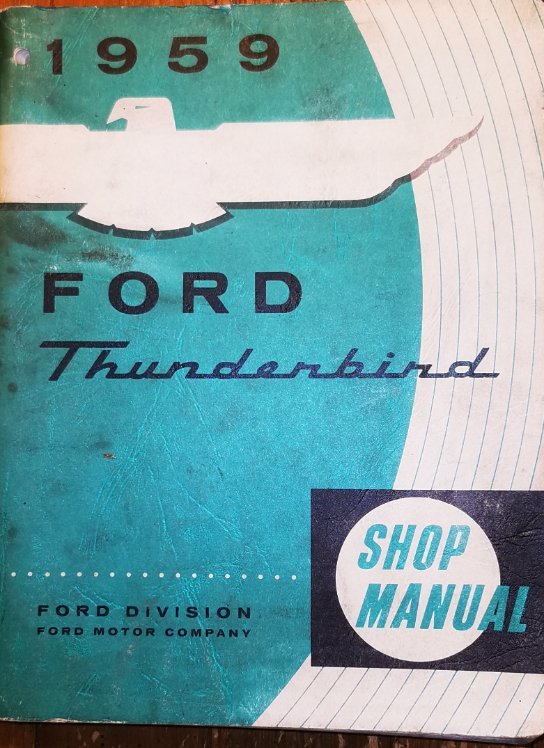 1959
FORD
Thunderbird
SHOP
MANUAL
FORD DIVISION
FORD MOTOR COMPANY